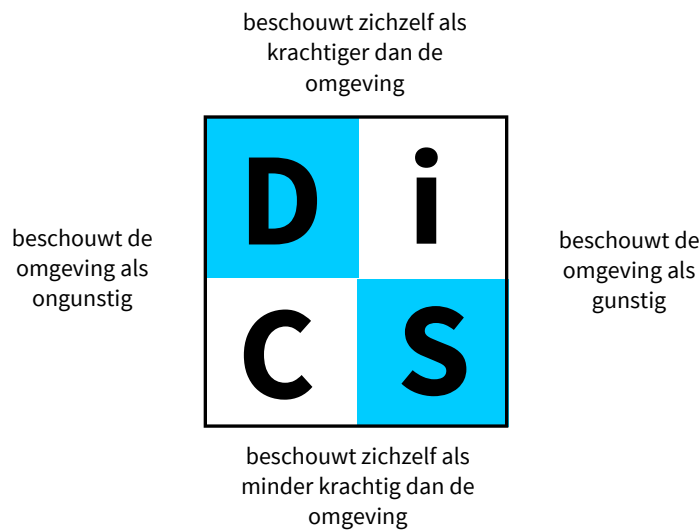 beschouwt zichzelf als
krachtiger dan de
omgeving
D i
beschouwt de
omgeving als
ongunstig
beschouwt de
omgeving als
gunstig
C S
beschouwt zichzelf als
minder krachtig dan de
omgeving